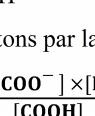 tons par la
COO⁻ ] ×[
[COOH]